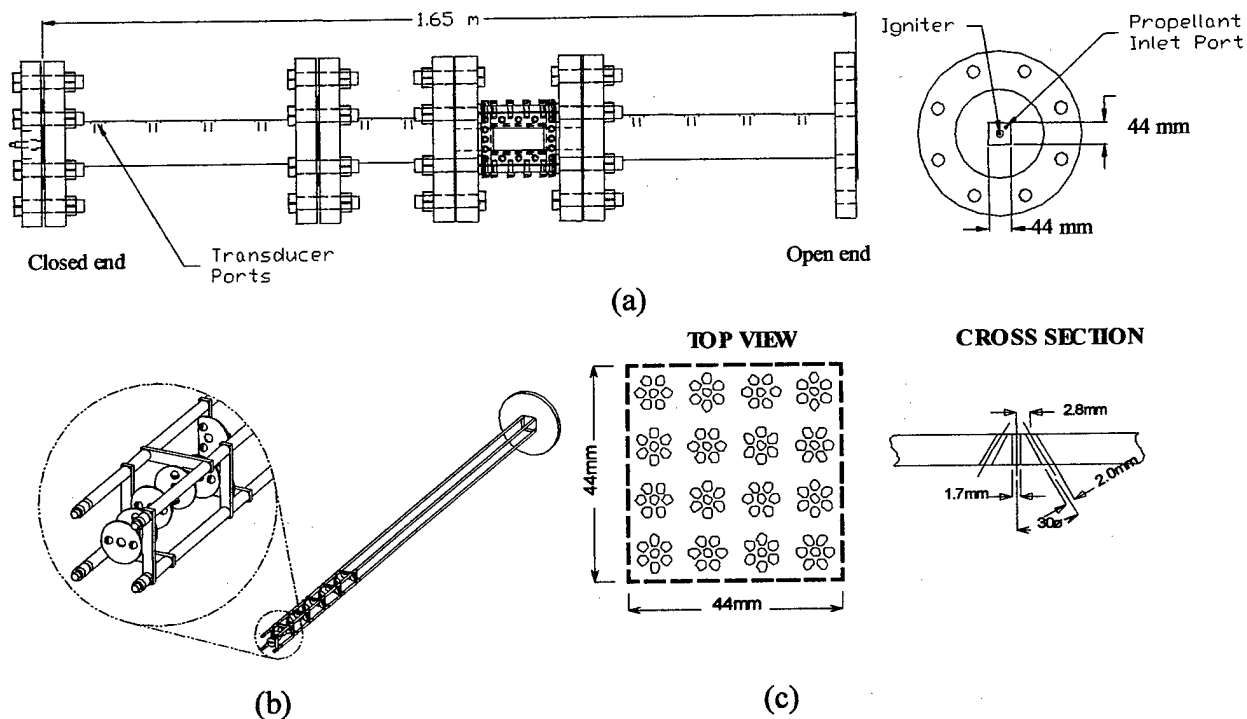 1.65 m
Igniter
Propellant
Inlet Port
44 mm
44 mm
Closed end
Transducer
Ports
Open end
(a)
TOP VIEW
CROSS SECTION
44mm
44mm
2.8mm
1.7mm
2.0mm
30ø
(b)
(c)